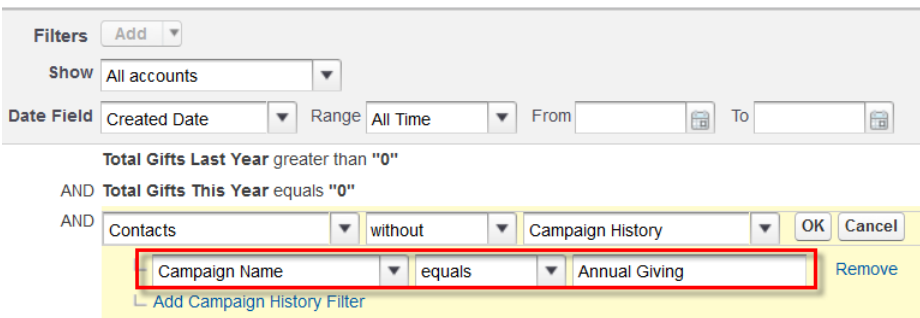 Filters Add
Show All accounts
Date Field Created Date Range All Time From To
Total Gifts Last Year greater than "0"
AND Total Gifts This Year equals "0"
AND Contacts without Campaign History OK Cancel
Campaign Name equals Annual Giving Remove
Add Campaign History Filter